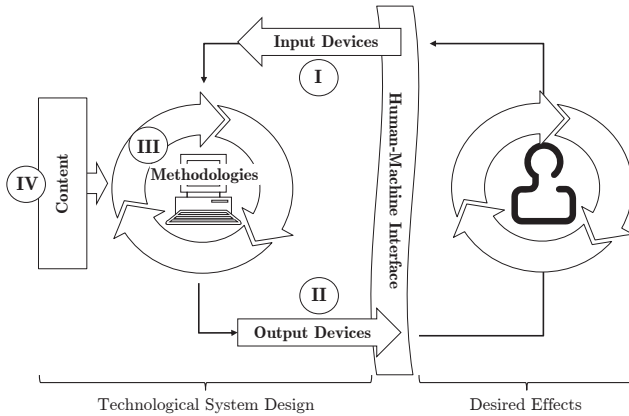 Input Devices
I
III
Methodologies
IV
Content
Human-Machine Interface
II
Output Devices
Technological System Design
Desired Effects